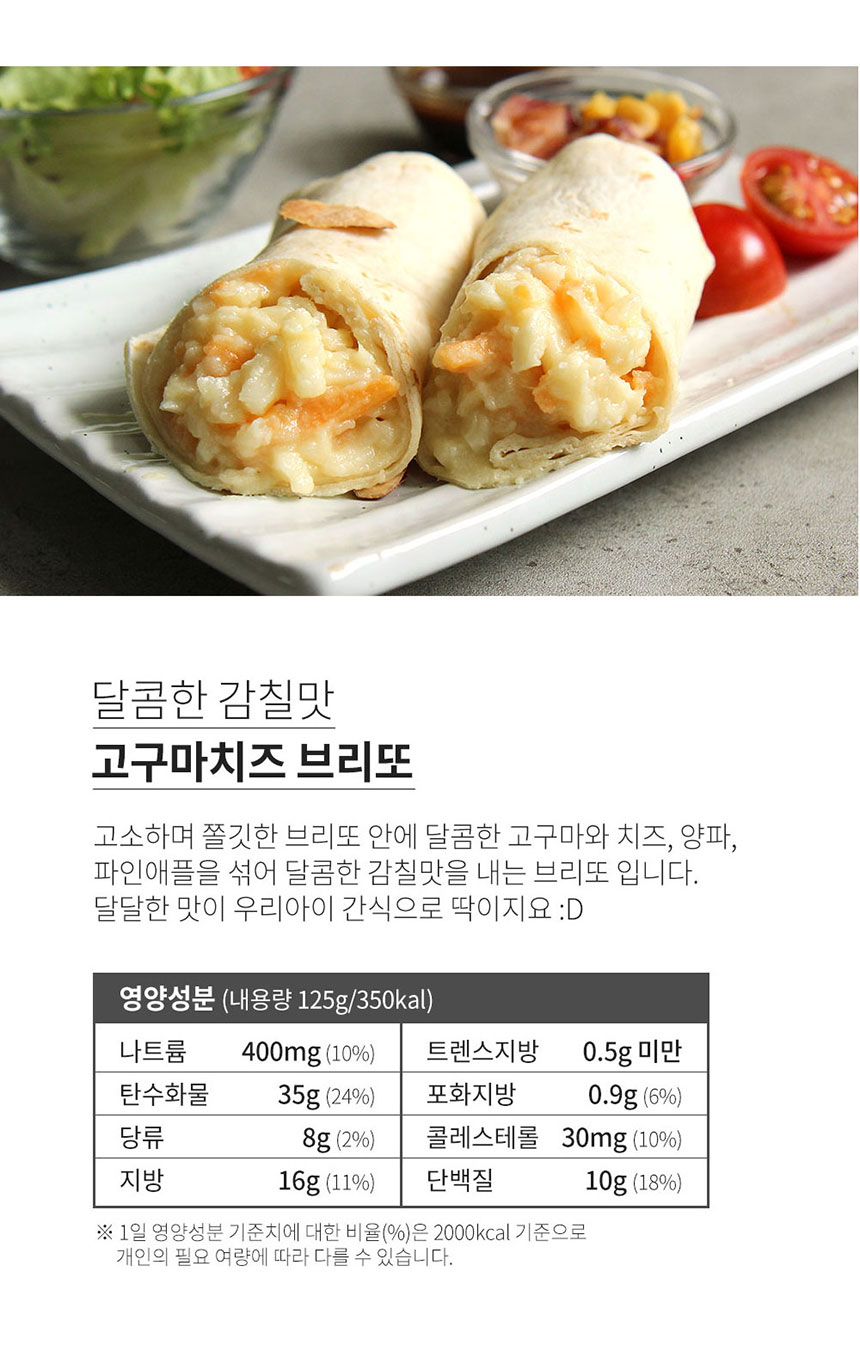 달콤한 감칠맛
고구마치즈 브리또
고소하며 쫄깃한 브리또 안에 달콤한 고구마와 치즈, 양파,
파인애플을 섞어 달콤한 감칠맛을 내는 브리또 입니다.
달달한 맛이 우리아이 간식으로 딱이지요 :D
영양성분 (내용량 125g/350kal)
나트륨 400mg (10%) 트렌스지방 0.5g 미만
탄수화물 35g (24%) 포화지방 0.9g (6%)
당류 8g (2%) 콜레스테롤 30mg (10%)
지방 16g (11%) 단백질 10g (18%)
※ 1일 영양성분 기준치에 대한 비율(%)은 2000kcal 기준으로
개인의 필요 여량에 따라 다를 수 있습니다.